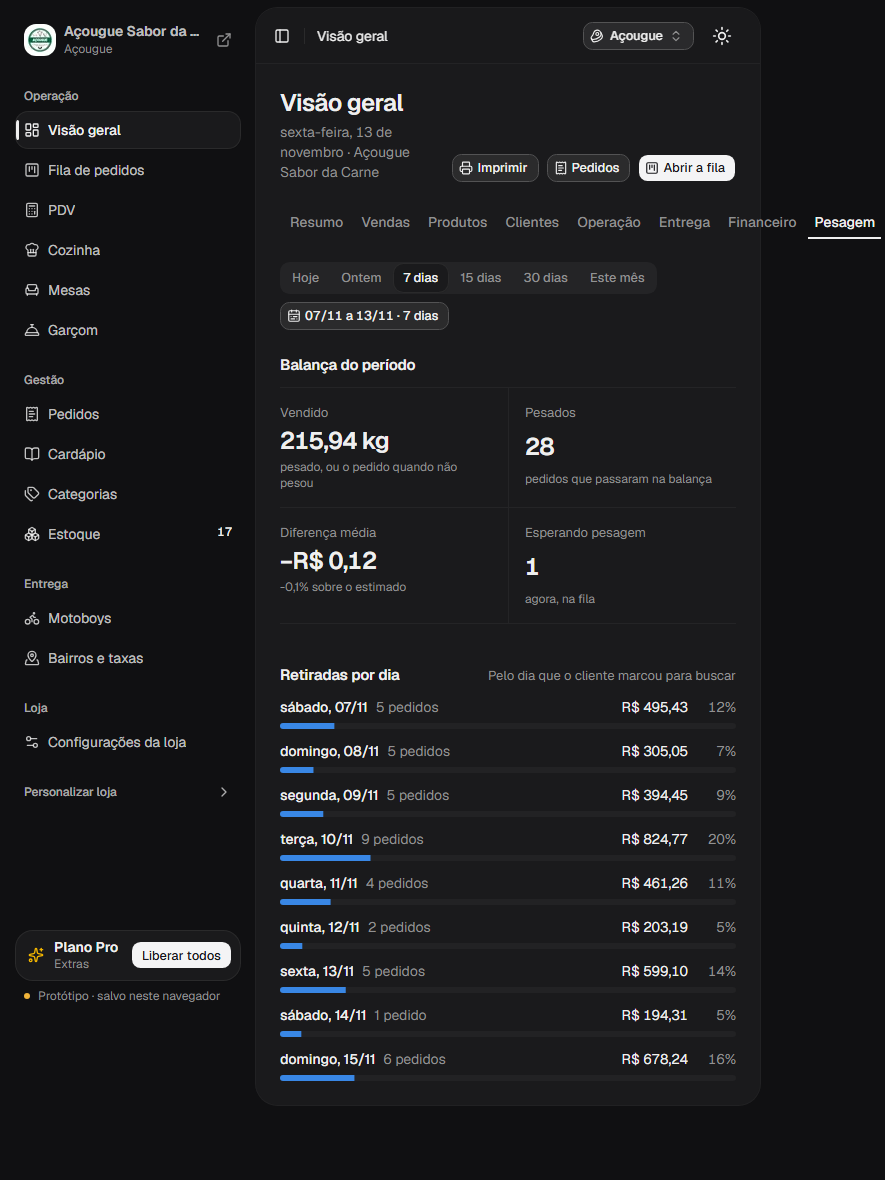 Açougue Sabor da ...
Açougue
Operação
Visão geral
Fila de pedidos
PDV
Cozinha
Mesas
Garçom
Gestão
Pedidos
Cardápio
Categorias
Estoque 17
Entrega
Motoboys
Bairros e taxas
Loja
Configurações da loja
Personalizar loja
Plano Pro
Extras
Liberar todos
Protótipo · salvo neste navegador
Visão geral
Açougue
Visão geral
sexta-feira, 13 de
novembro · Açougue
Sabor da Carne
Imprimir
Pedidos
Abrir a fila
Resumo Vendas Produtos Clientes Operação Entrega Financeiro Pesagem
Hoje Ontem 7 dias 15 dias 30 dias Este mês
07/11 a 13/11 · 7 dias
Balança do período
Vendido
215,94 kg
pesado, ou o pedido quando não
pesou
Pesados
28
pedidos que passaram na balança
Diferença média
−R$ 0,12
-0,1% sobre o estimado
Esperando pesagem
1
agora, na fila
Retiradas por dia Pelo dia que o cliente marcou para buscar
sábado, 07/11 5 pedidos R$ 495,43 12%
domingo, 08/11 5 pedidos R$ 305,05 7%
segunda, 09/11 5 pedidos R$ 394,45 9%
terça, 10/11 9 pedidos R$ 824,77 20%
quarta, 11/11 4 pedidos R$ 461,26 11%
quinta, 12/11 2 pedidos R$ 203,19 5%
sexta, 13/11 5 pedidos R$ 599,10 14%
sábado, 14/11 1 pedido R$ 194,31 5%
domingo, 15/11 6 pedidos R$ 678,24 16%